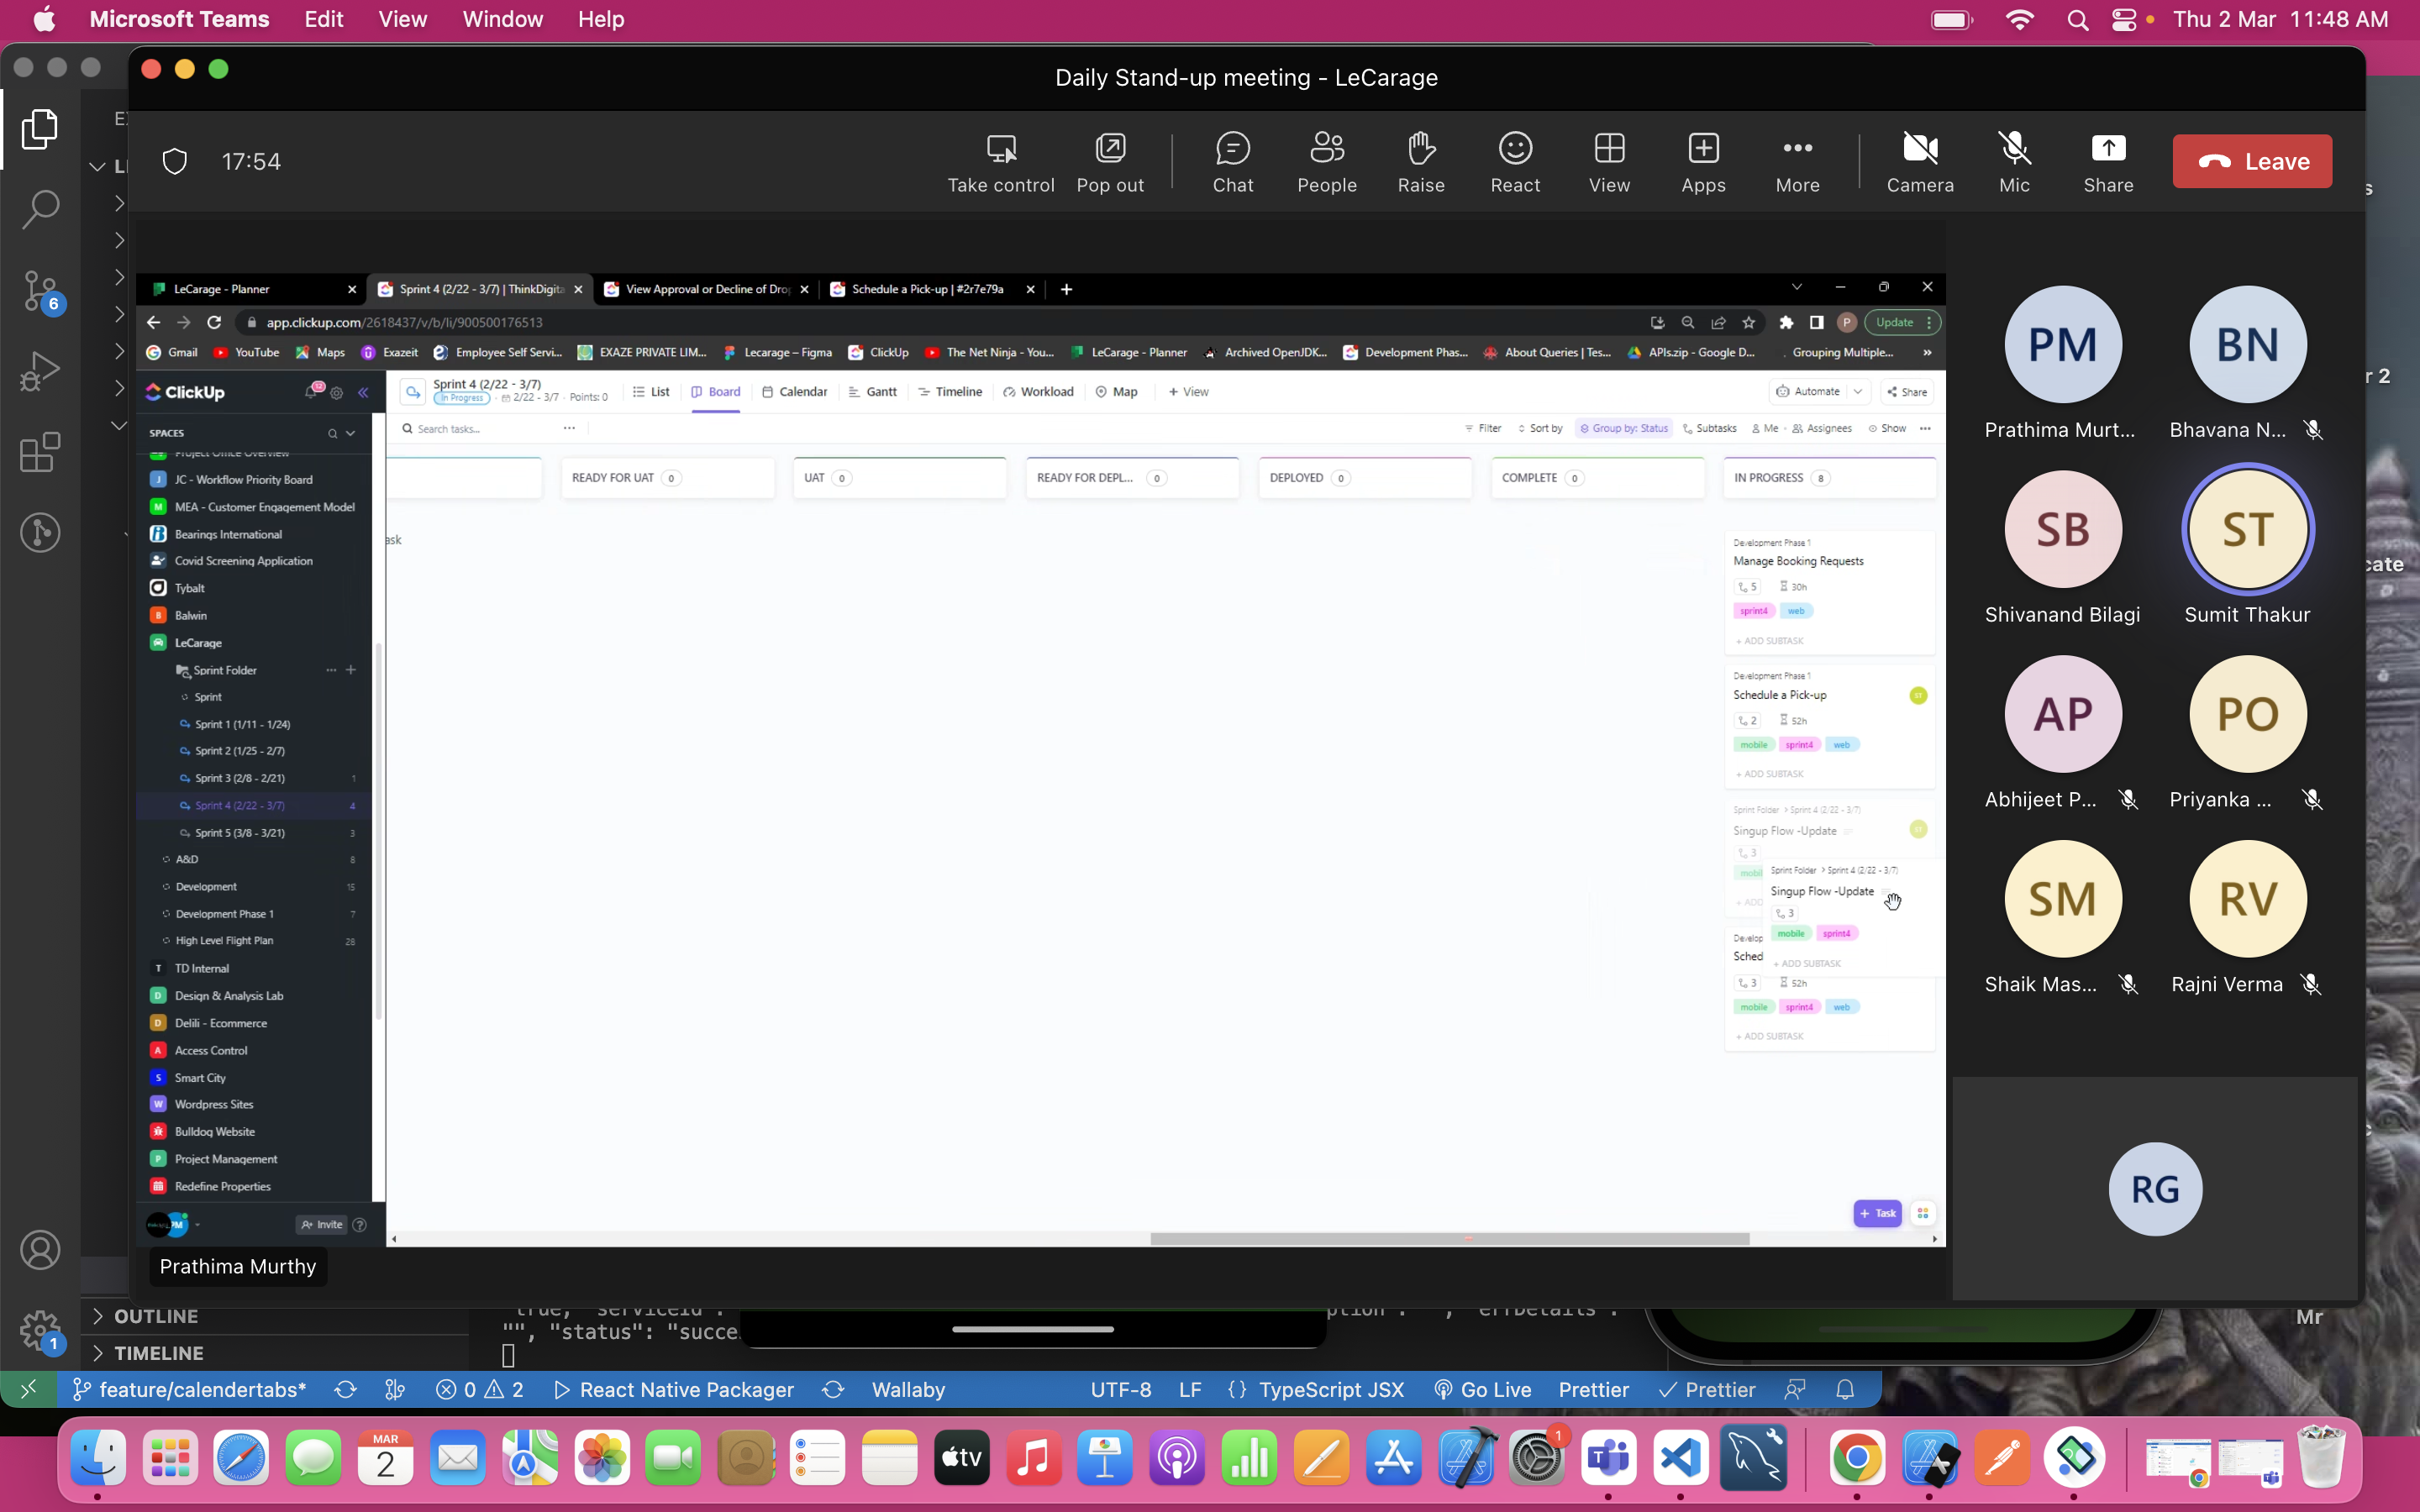 Microsoft Teams Edit View Window Help
Thu 2 Mar 11:48 AM
Daily Stand-up meeting - LeCarage
17:54
Take control
Pop out
Chat
People
Raise
React
View
Apps
More
Camera
Mic
Share
Leave
LeCarage - Planner
Sprint 4 (2/22 - 3/7) | ThinkDigita
View Approval or Decline of Dro
Schedule a Pick-up | #2r7e79a
app.clickup.com/2618437/v/b/li/900500176513
P
Update
Gmail
YouTube
Maps
Exazeit
Employee Self Servi...
EXAZE PRIVATE LIM...
Lecarage – Figma
ClickUp
The Net Ninja - You...
LeCarage - Planner
Archived OpenJDK...
Development Phas...
About Queries | Tes...
APIs.zip - Google D...
Grouping Multiple...
»
ClickUp
12
Sprint 4 (2/22 - 3/7)
In Progress
2/22 - 3/7 · Points: 0
List
Board
Calendar
Gantt
Timeline
Workload
Map
+ View
Automate
Share
SPACES
Search tasks...
Filter
Sort by
Group by: Status
Subtasks
Me
Assignees
Show
Project Office Overview
J JC - Workflow Priority Board
M MEA - Customer Engagement Model
Bearings International
Covid Screening Application
Tybalt
B Balwin
LeCarage
Sprint Folder
Sprint
Sprint 1 (1/11 - 1/24)
Sprint 2 (1/25 - 2/7)
Sprint 3 (2/8 - 2/21) 1
Sprint 4 (2/22 - 3/7) 4
Sprint 5 (3/8 - 3/21) 3
A&D 8
Development 15
Development Phase 1 7
High Level Flight Plan 28
T TD Internal
D Design & Analysis Lab
D Delili - Ecommerce
A Access Control
S Smart City
W Wordpress Sites
Bulldog Website
P Project Management
Redefine Properties
PM
Invite
?
READY FOR UAT 0
UAT 0
READY FOR DEPL... 0
DEPLOYED 0
COMPLETE 0
IN PROGRESS 8
ask
Development Phase 1
Manage Booking Requests
5 30h
sprint4 web
+ ADD SUBTASK
Development Phase 1
Schedule a Pick-up
ST
2 52h
mobile sprint4 web
+ ADD SUBTASK
Sprint Folder > Sprint 4 (2/22 - 3/7)
Singup Flow -Update
ST
3
mobil
+ ADD
Sprint Folder > Sprint 4 (2/22 - 3/7)
Singup Flow -Update
3
mobile sprint4
+ ADD SUBTASK
Develop
Sched
3 52h
mobile sprint4 web
+ ADD SUBTASK
+ Task
Prathima Murthy
PM
Prathima Murt...
BN
Bhavana N...
SB
Shivanand Bilagi
ST
Sumit Thakur
AP
Abhijeet P...
PO
Priyanka ...
SM
Shaik Mas...
RV
Rajni Verma
RG
6
1
r 2
cate
Mr
OUTLINE
TIMELINE
"", "status": "succe
feature/calendertabs*
0 2
React Native Packager
Wallaby
UTF-8
LF
{} TypeScript JSX
Go Live
Prettier
Prettier
MAR
2
tv
1